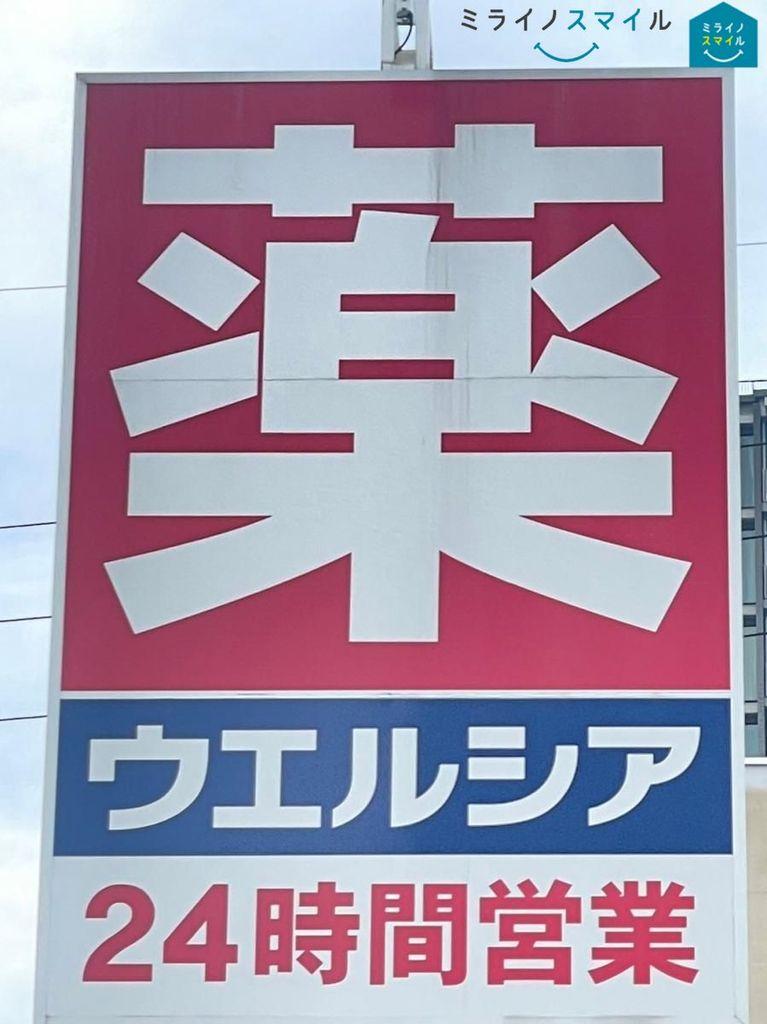 ミライノスマイル
ミライノ
スマイル
薬
ウエルシア
24時間営業